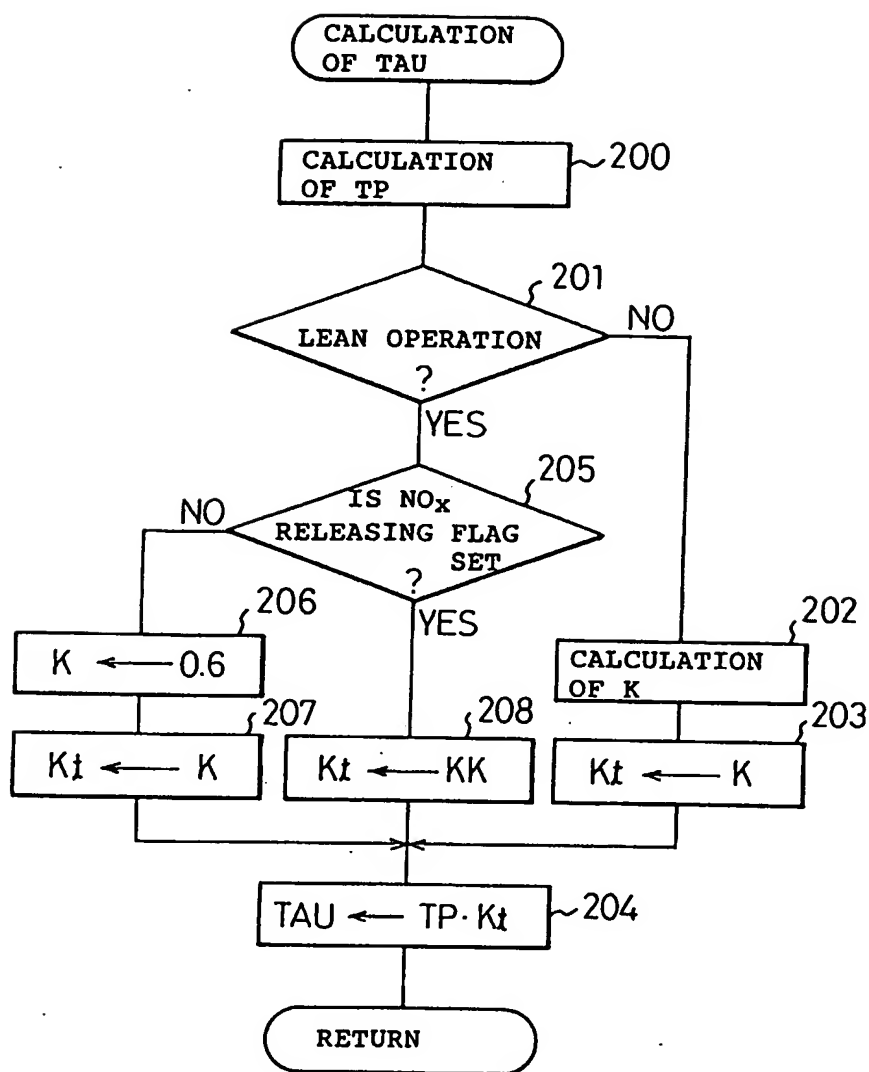 CALCULATION
OF TAU
CALCULATION
OF TP
200
201
LEAN OPERATION
?
NO
YES
205
IS NOx
RELEASING FLAG
SET
?
NO
YES
206
K ← 0.6
207
Kt ← K
208
Kt ← KK
202
CALCULATION
OF K
203
Kt ← K
TAU ← TP·Kt
204
RETURN